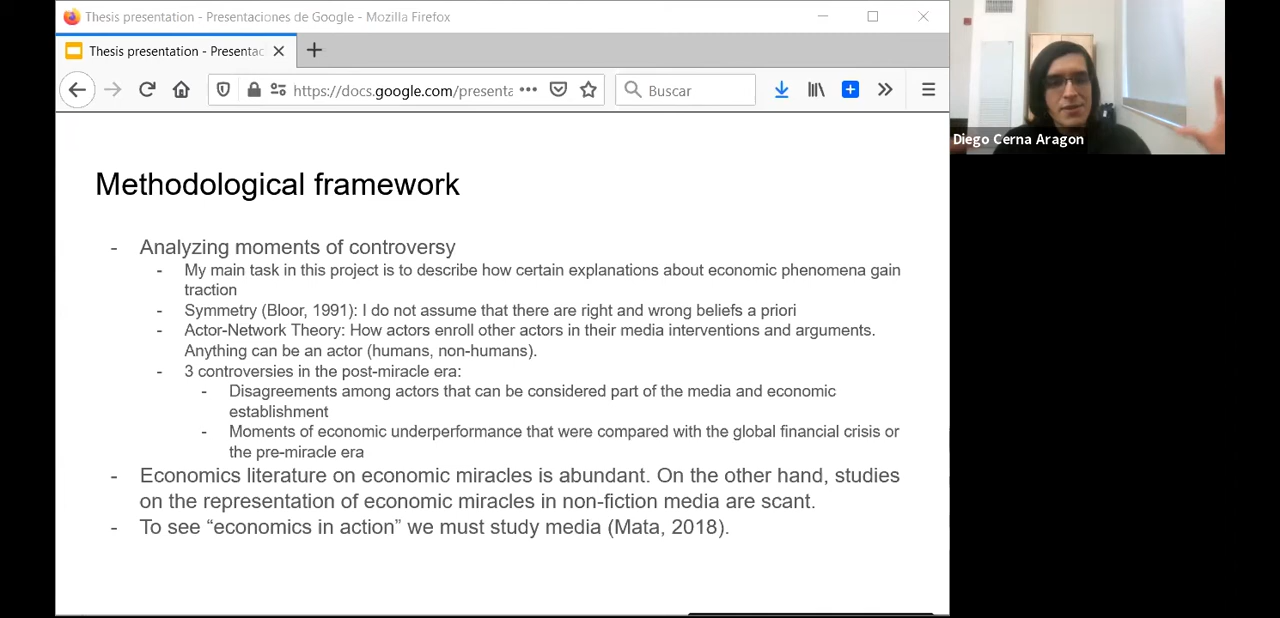 Thesis presentation - Presentaciones de Google - Mozilla Firefox
Thesis presentation - Presentac
https://docs.google.com/presenta
Buscar
Diego Cerna Aragon
Methodological framework
- Analyzing moments of controversy
- My main task in this project is to describe how certain explanations about economic phenomena gain
traction
- Symmetry (Bloor, 1991): I do not assume that there are right and wrong beliefs a priori
- Actor-Network Theory: How actors enroll other actors in their media interventions and arguments.
Anything can be an actor (humans, non-humans).
- 3 controversies in the post-miracle era:
- Disagreements among actors that can be considered part of the media and economic
establishment
- Moments of economic underperformance that were compared with the global financial crisis or
the pre-miracle era
- Economics literature on economic miracles is abundant. On the other hand, studies
on the representation of economic miracles in non-fiction media are scant.
- To see “economics in action” we must study media (Mata, 2018).